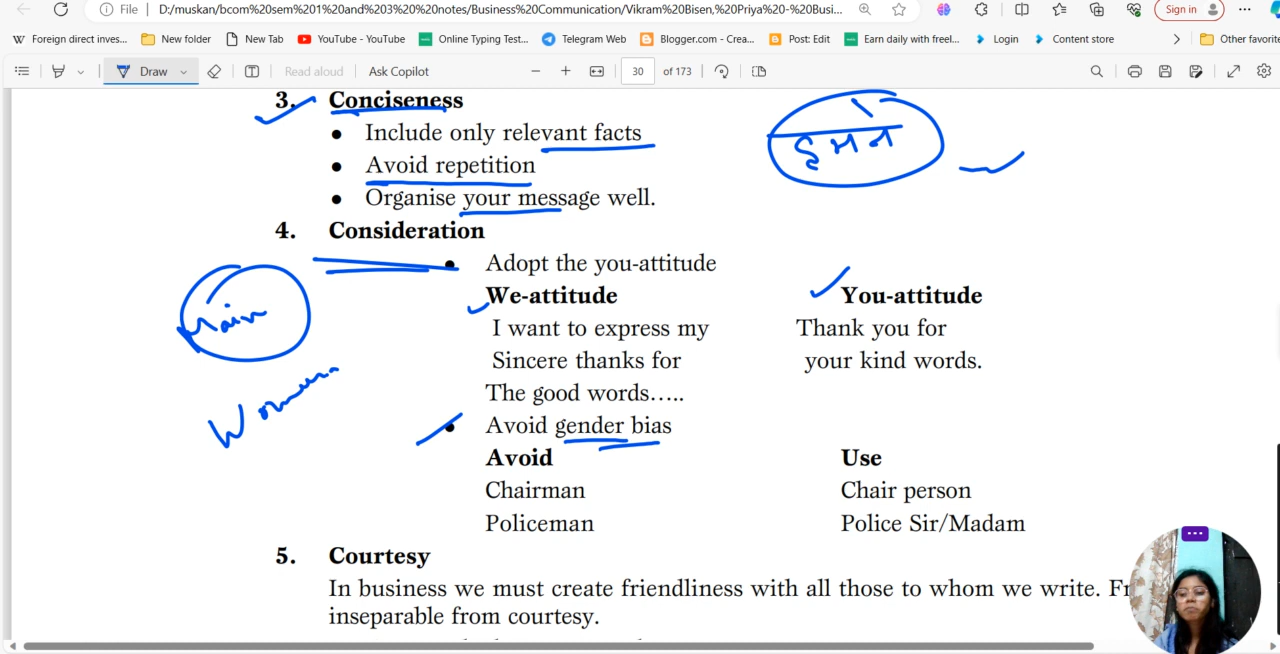 File
D:/muskan/bcom%20sem%201%20and%203%20%20notes/Business%20Communication/Vikram%20Bisen,%20Priya%20-%20Busi...
Sign in
Foreign direct inves...
New folder
New Tab
YouTube - YouTube
Online Typing Test...
Telegram Web
Blogger.com - Crea...
Post: Edit
Earn daily with freel...
Login
Content store
Other favorite
Draw
Read aloud
Ask Copilot
30 of 173
3. Conciseness
• Include only relevant facts
• Avoid repetition
• Organise your message well.
4. Consideration
• Adopt the you-attitude
We-attitude You-attitude
I want to express my Thank you for
Sincere thanks for your kind words.
The good words…..
Main
• Avoid gender bias
Avoid Use
Chairman Chair person
Policeman Police Sir/Madam
5. Courtesy
In business we must create friendliness with all those to whom we write. Fr
inseparable from courtesy.